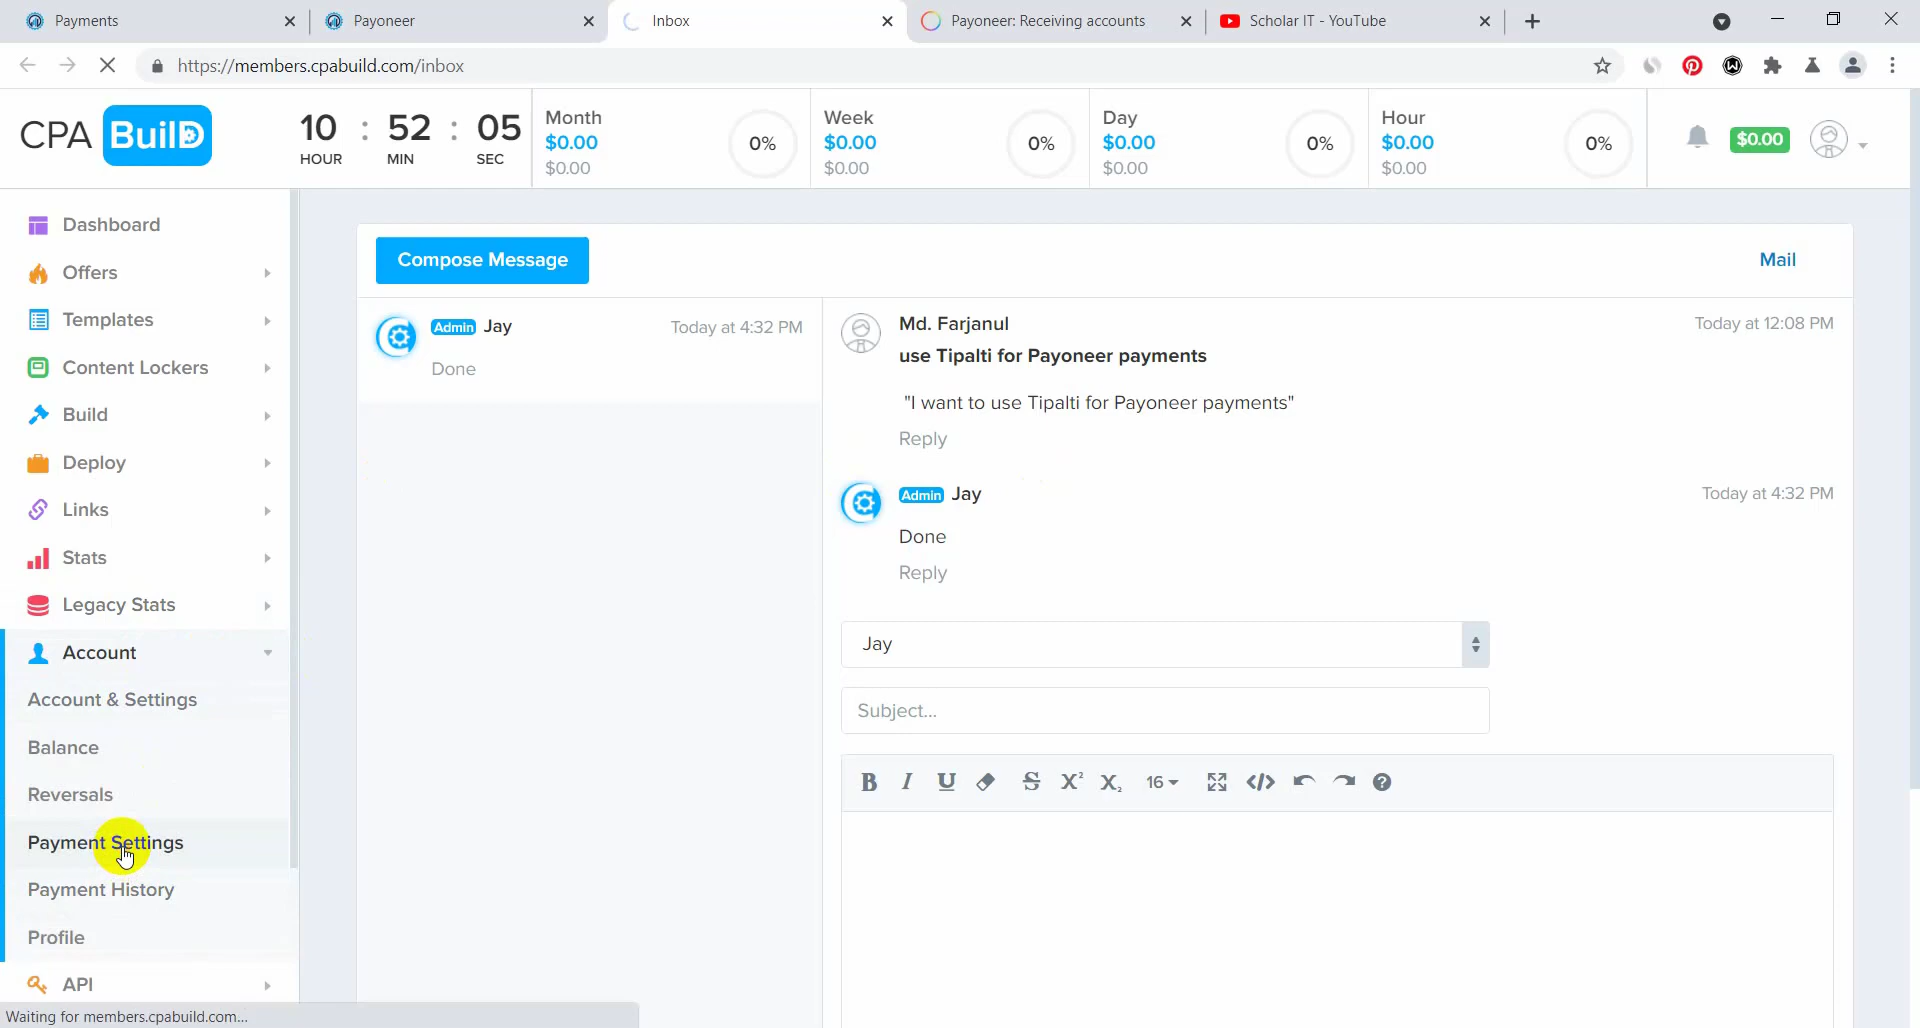 Payments
Payoneer
Inbox
Payoneer: Receiving accounts
Scholar IT - YouTube
https://members.cpabuild.com/inbox
CPA BuilD
10 : 52 : 05
HOUR MIN SEC
Month
$0.00
$0.00
0%
Week
$0.00
$0.00
0%
Day
$0.00
$0.00
0%
Hour
$0.00
$0.00
0%
$0.00
Dashboard
Offers
Templates
Content Lockers
Build
Deploy
Links
Stats
Legacy Stats
Account
Account & Settings
Balance
Reversals
Payment Settings
Payment History
Profile
API
Waiting for members.cpabuild.com...
Compose Message
Mail
Admin Jay
Today at 4:32 PM
Done
Md. Farjanul
Today at 12:08 PM
use Tipalti for Payoneer payments
"I want to use Tipalti for Payoneer payments"
Reply
Admin Jay
Today at 4:32 PM
Done
Reply
Jay
Subject...
B I U S X² X₂ 16